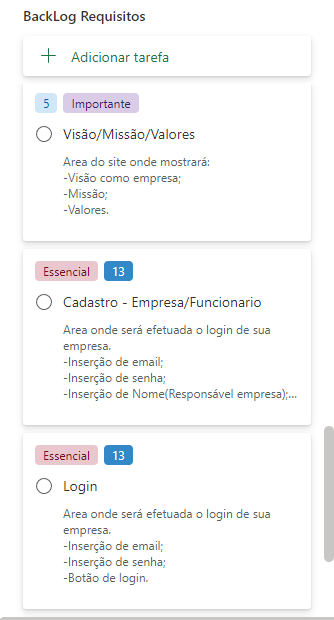 BackLog Requisitos
Adicionar tarefa
5 Importante
Visão/Missão/Valores
Area do site onde mostrará:
-Visão como empresa;
-Missão;
-Valores.
Essencial 13
Cadastro - Empresa/Funcionario
Area onde será efetuada o login de sua
empresa.
-Inserção de email;
-Inserção de senha;
-Inserção de Nome(Responsável empresa);...
Essencial 13
Login
Area onde será efetuada o login de sua
empresa.
-Inserção de email;
-Inserção de senha;
-Botão de login.